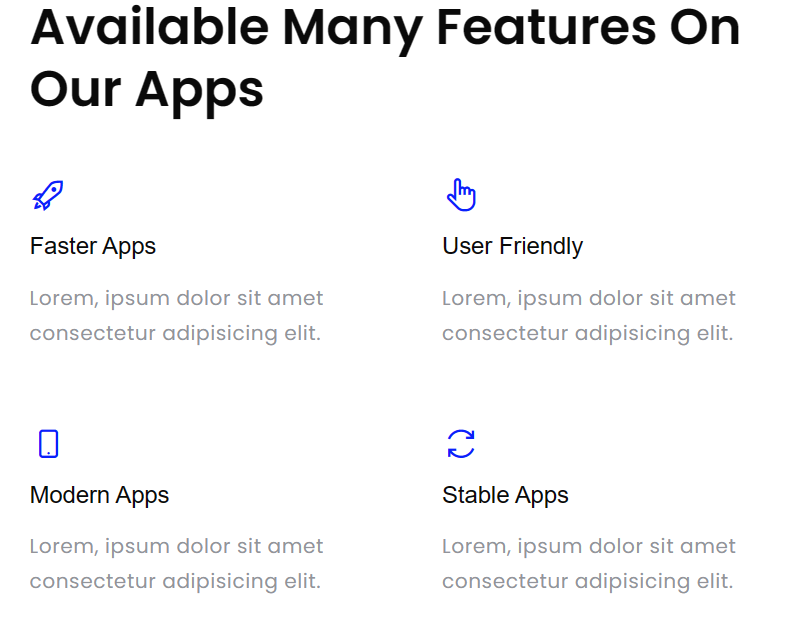 Available Many Features On
Our Apps
Faster Apps
Lorem, ipsum dolor sit amet
consectetur adipisicing elit.
User Friendly
Lorem, ipsum dolor sit amet
consectetur adipisicing elit.
Modern Apps
Lorem, ipsum dolor sit amet
consectetur adipisicing elit.
Stable Apps
Lorem, ipsum dolor sit amet
consectetur adipisicing elit.